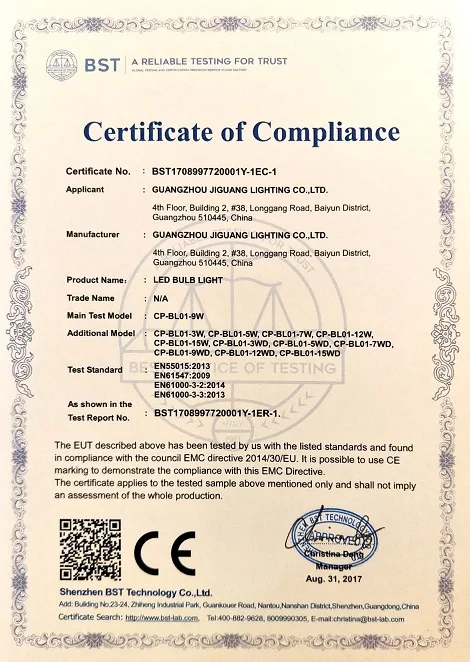 BST A RELIABLE TESTING FOR TRUST
Certificate of Compliance
Certificate No. : BST1708997720001Y-1EC-1
Applicant : GUANGZHOU JIGUANG LIGHTING CO.,LTD.
4th Floor, Building 2, #38, Longgang Road, Baiyun District,
Guangzhou 510445, China
Manufacturer : GUANGZHOU JIGUANG LIGHTING CO.,LTD.
4th Floor, Building 2, #38, Longgang Road, Baiyun District,
Guangzhou 510445, China
Product Name: : LED BULB LIGHT
Trade Name : N/A
Main Test Model : CP-BL01-9W
Additional Model : CP-BL01-3W, CP-BL01-5W, CP-BL01-7W, CP-BL01-12W,
CP-BL01-15W, CP-BL01-3WD, CP-BL01-5WD, CP-BL01-7WD,
CP-BL01-9WD, CP-BL01-12WD, CP-BL01-15WD
Test Standard : EN55015:2013
EN61547:2009
EN61000-3-2:2014
EN61000-3-3:2013
As shown in the
Test Report No. : BST1708997720001Y-1ER-1.
The EUT described above has been tested by us with the listed standards and found
in compliance with the council EMC directive 2014/30/EU. It is possible to use CE
marking to demonstrate the compliance with this EMC Directive.
The certificate applies to the tested sample above mentioned only and shall not imply
an assessment of the whole production.
CE
APPROVED
Christina Deng
Manager
Aug. 31, 2017
Shenzhen BST Technology Co.,Ltd.
Add: Building No.23-24, Zhiheng Industrial Park, Guankouer Road, Nantou,Nanshan District,Shenzhen,Guangdong,China
Certificate Search: http://www.bst-lab.com, Tel:400-882-9628, 8009990305, E-mail:christina@bst-lab.com